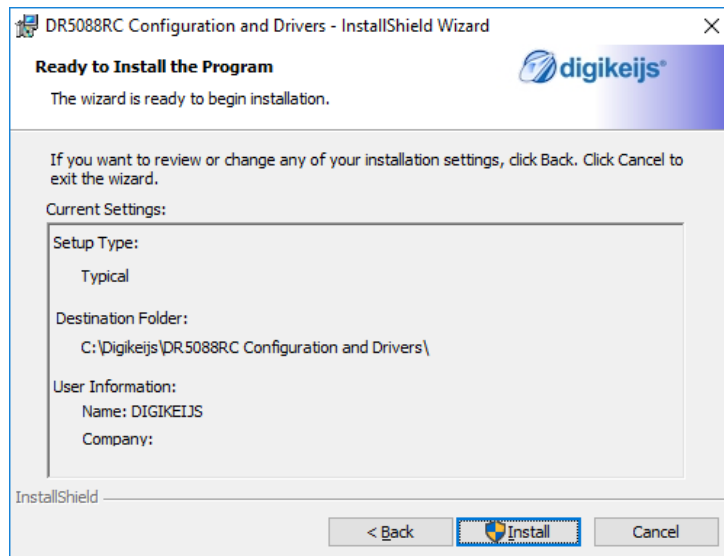 DR5088RC Configuration and Drivers - InstallShield Wizard
Ready to Install the Program
digikeijs®
The wizard is ready to begin installation.
If you want to review or change any of your installation settings, click Back. Click Cancel to
exit the wizard.
Current Settings:
Setup Type:
Typical
Destination Folder:
C:\Digikeijs\DR5088RC Configuration and Drivers\
User Information:
Name: DIGIKEIJS
Company:
InstallShield
< Back
Install
Cancel